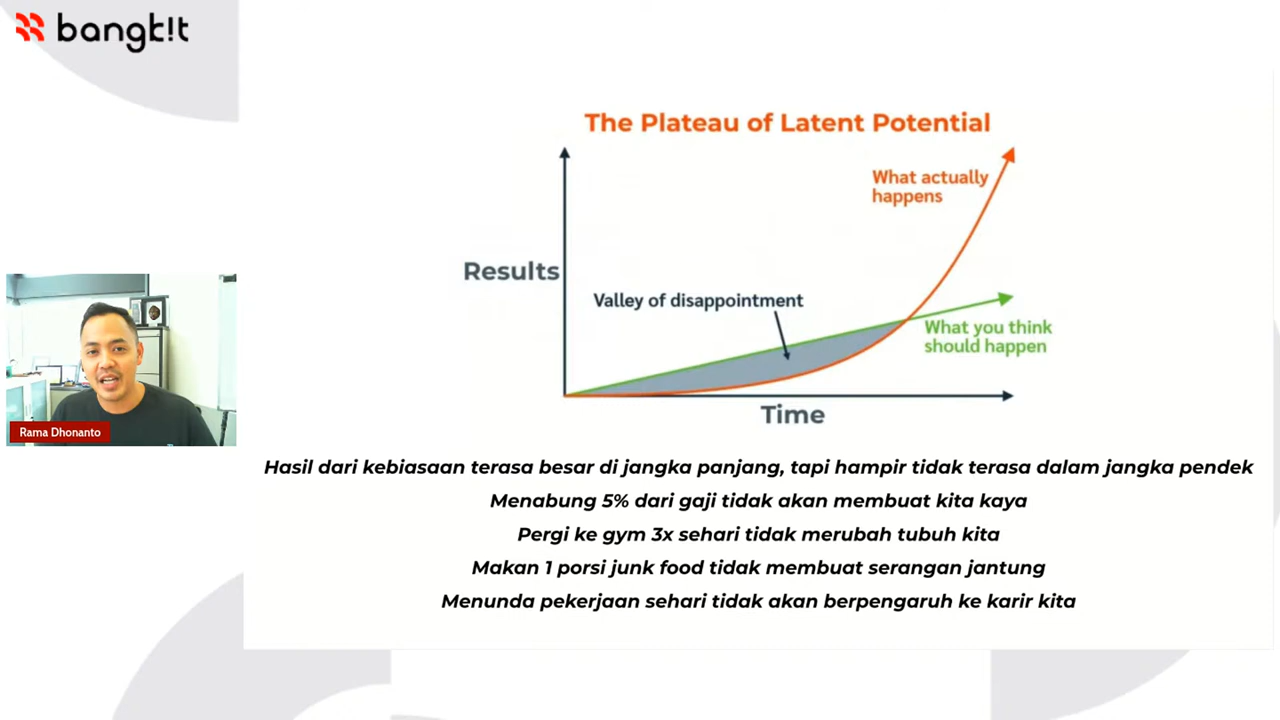 bangk!t
The Plateau of Latent Potential
What actually
happens
Results
Valley of disappointment
What you think
should happen
Time
Rama Dhonanto
Hasil dari kebiasaan terasa besar di jangka panjang, tapi hampir tidak terasa dalam jangka pendek
Menabung 5% dari gaji tidak akan membuat kita kaya
Pergi ke gym 3x sehari tidak merubah tubuh kita
Makan 1 porsi junk food tidak membuat serangan jantung
Menunda pekerjaan sehari tidak akan berpengaruh ke karir kita